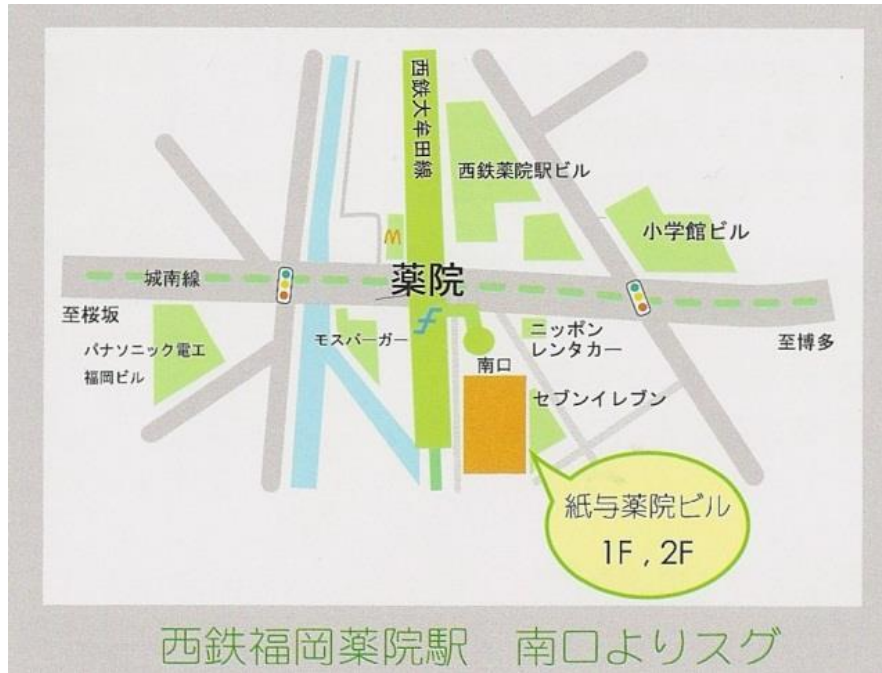 西鉄大牟田線
西鉄薬院駅ビル
小学館ビル
城南線
薬院
至桜坂
パナソニック電工
福岡ビル
モスバーガー
南口
ニッポン
レンタカー
至博多
セブンイレブン
紙与薬院ビル
1F , 2F
西鉄福岡薬院駅 南口よりスグ